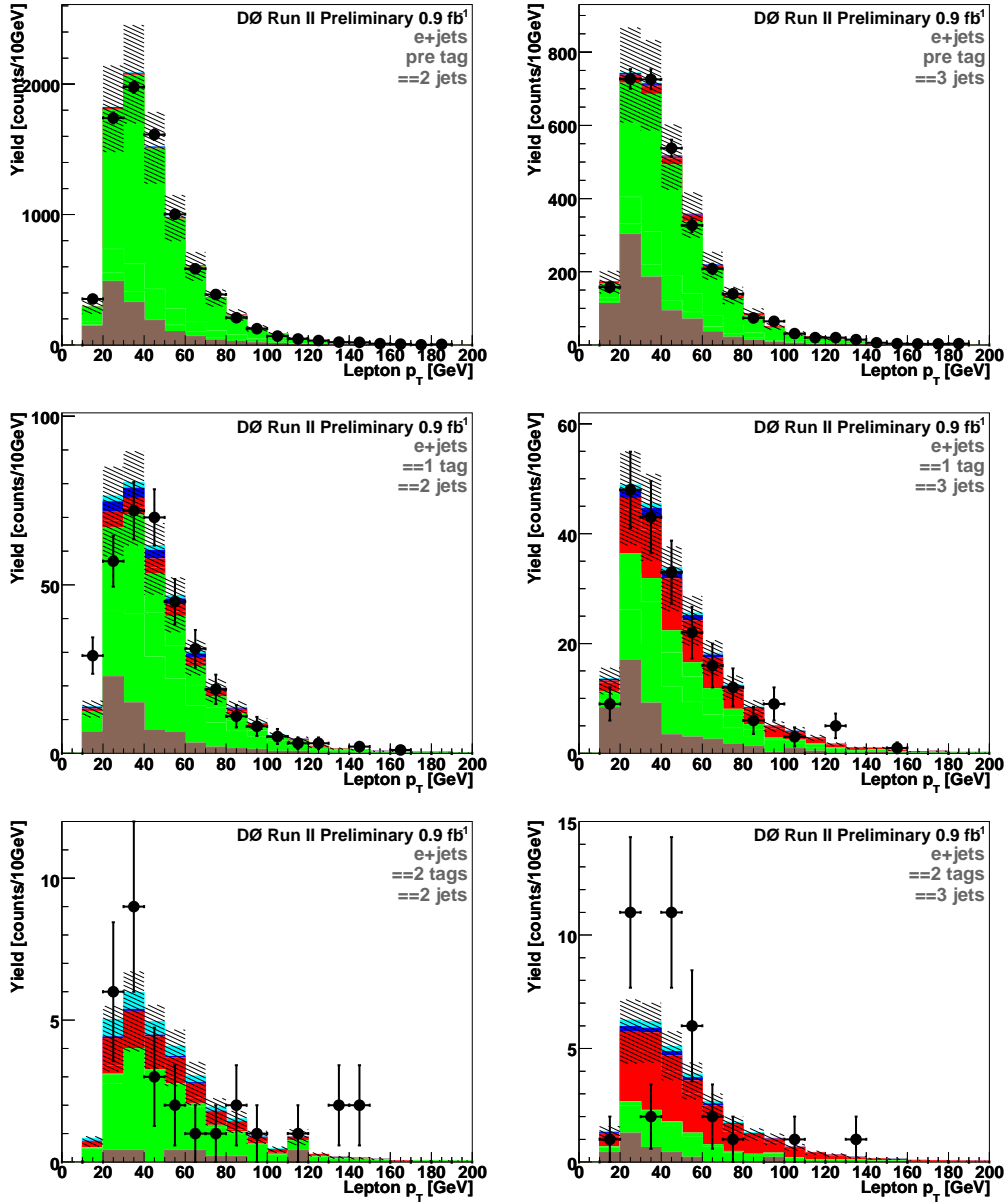 Yield [counts/10GeV]
DØ Run II Preliminary 0.9 fb-1
e+jets
pre tag
==2 jets
2000
1000
0
0 20 40 60 80 100 120 140 160 180 200
Lepton pT [GeV]
Yield [counts/10GeV]
DØ Run II Preliminary 0.9 fb-1
e+jets
pre tag
==3 jets
800
600
400
200
0
0 20 40 60 80 100 120 140 160 180 200
Lepton pT [GeV]
Yield [counts/10GeV]
DØ Run II Preliminary 0.9 fb-1
e+jets
==1 tag
==2 jets
100
50
0
0 20 40 60 80 100 120 140 160 180 200
Lepton pT [GeV]
Yield [counts/10GeV]
DØ Run II Preliminary 0.9 fb-1
e+jets
==1 tag
==3 jets
60
40
20
0
0 20 40 60 80 100 120 140 160 180 200
Lepton pT [GeV]
Yield [counts/10GeV]
DØ Run II Preliminary 0.9 fb-1
e+jets
==2 tags
==2 jets
10
5
0
0 20 40 60 80 100 120 140 160 180 200
Lepton pT [GeV]
Yield [counts/10GeV]
DØ Run II Preliminary 0.9 fb-1
e+jets
==2 tags
==3 jets
15
10
5
0
0 20 40 60 80 100 120 140 160 180 200
Lepton pT [GeV]